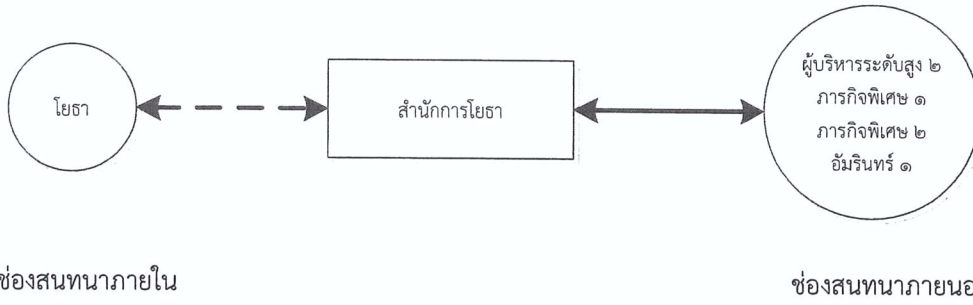 โยธา
สำนักการโยธา
ผู้บริหารระดับสูง ๒
ภารกิจพิเศษ ๑
ภารกิจพิเศษ ๒
อัมรินทร์ ๑
ช่องสนทนาภายใน
ช่องสนทนาภายนอ